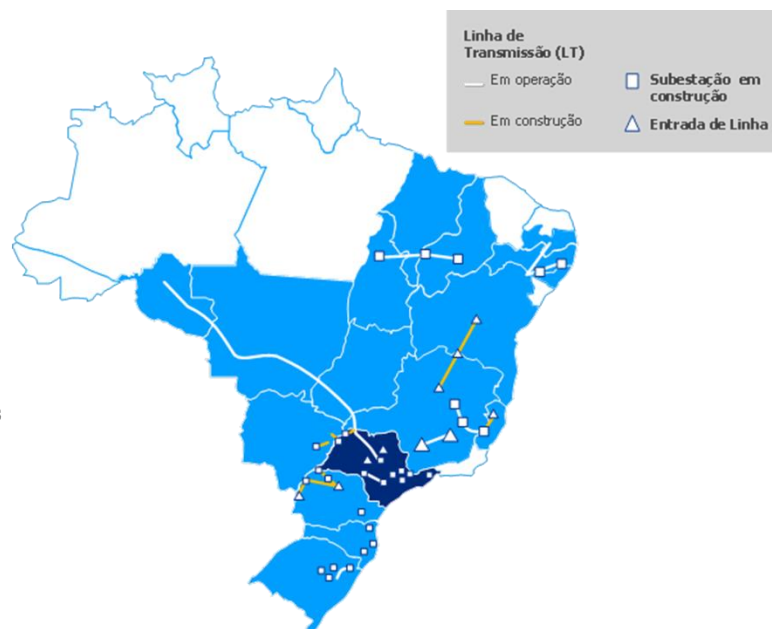 Linha de
Transmissão (LT)
Em operação
Em construção
Subestação em
construção
Entrada de Linha